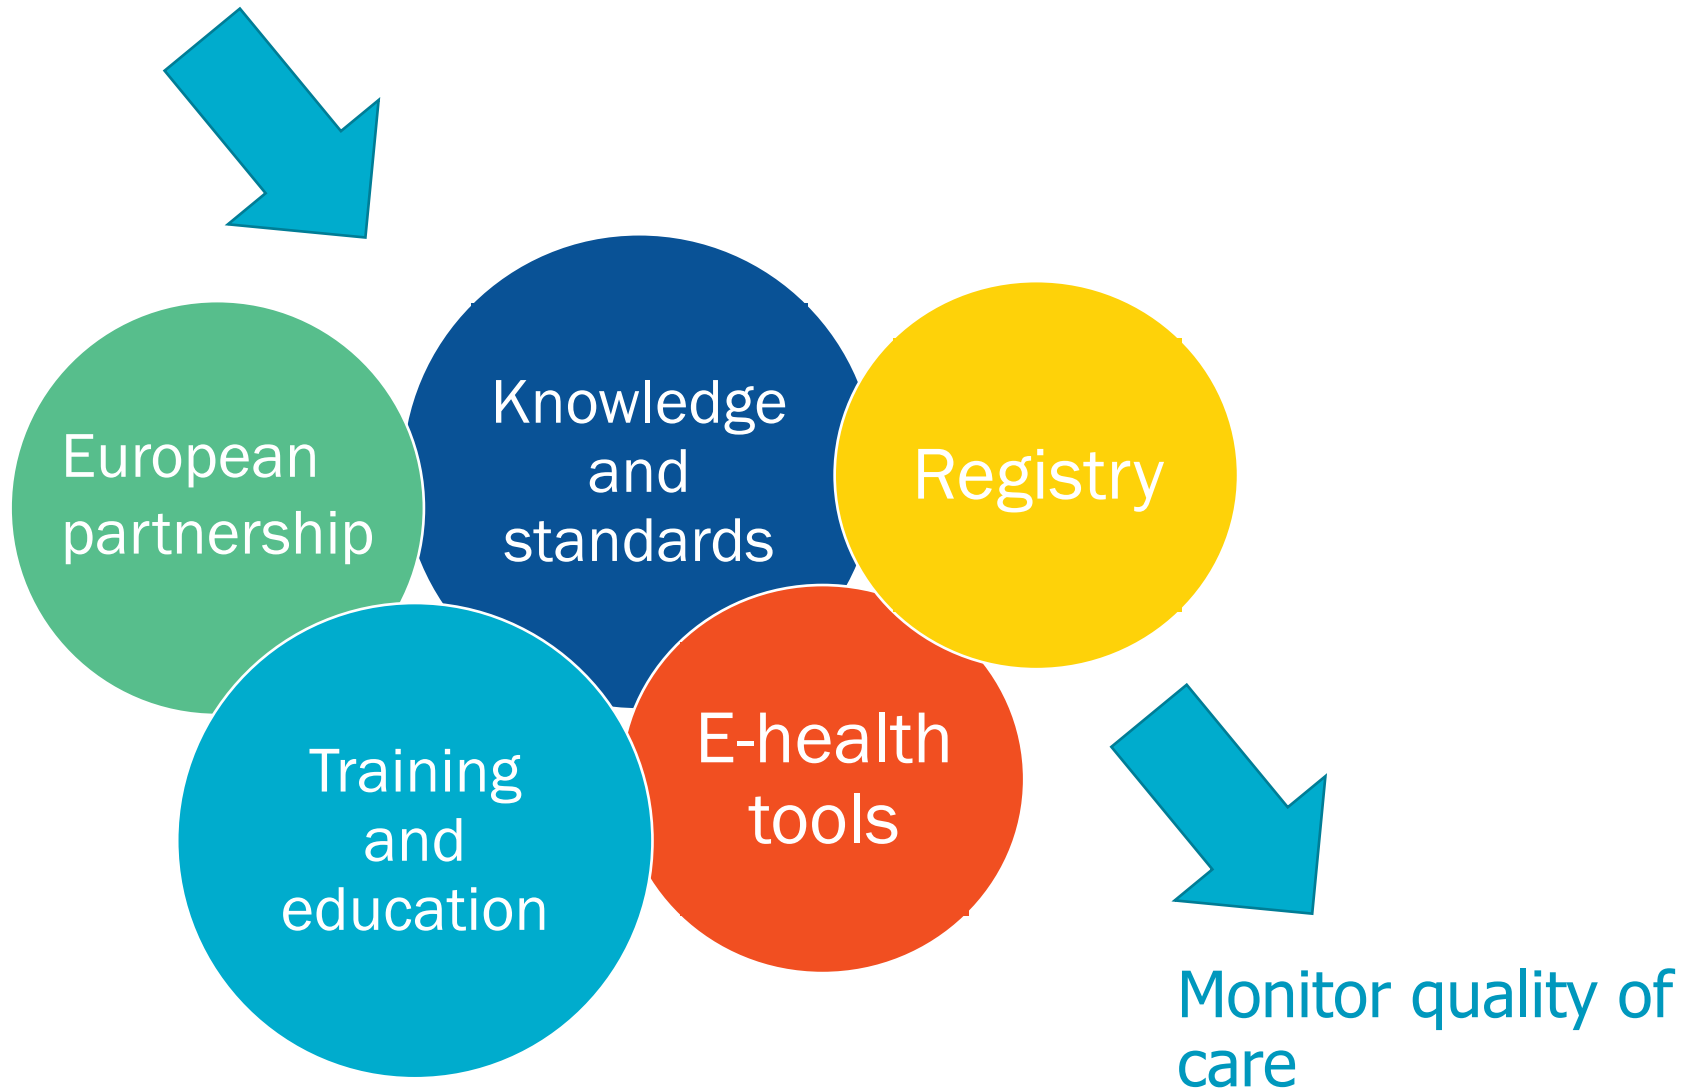 European
partnership
Knowledge
and
standards
Registry
Training
and
education
E-health
tools
Monitor quality of
care